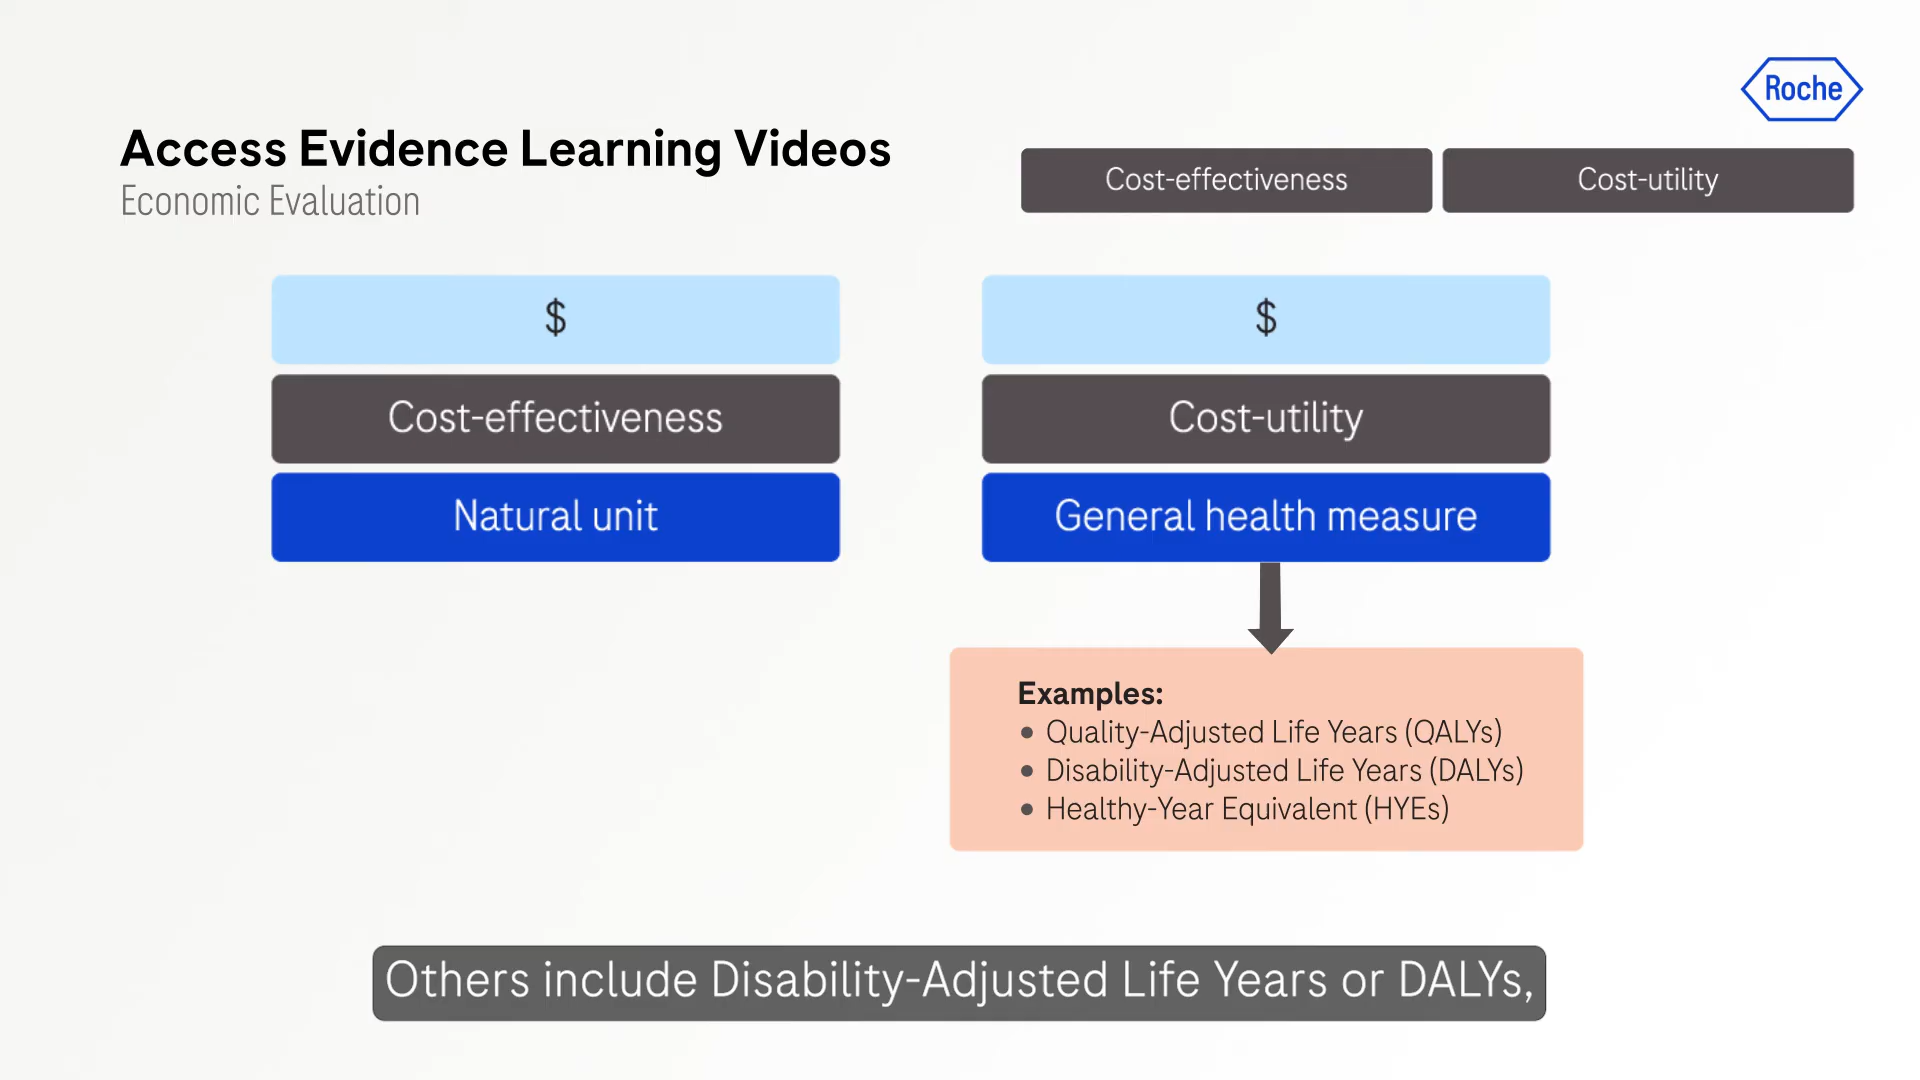 Roche
Access Evidence Learning Videos
Economic Evaluation
Cost-effectiveness
Cost-utility
$
Cost-effectiveness
Natural unit
$
Cost-utility
General health measure
Examples:
• Quality-Adjusted Life Years (QALYs)
• Disability-Adjusted Life Years (DALYs)
• Healthy-Year Equivalent (HYEs)
Others include Disability-Adjusted Life Years or DALYs,